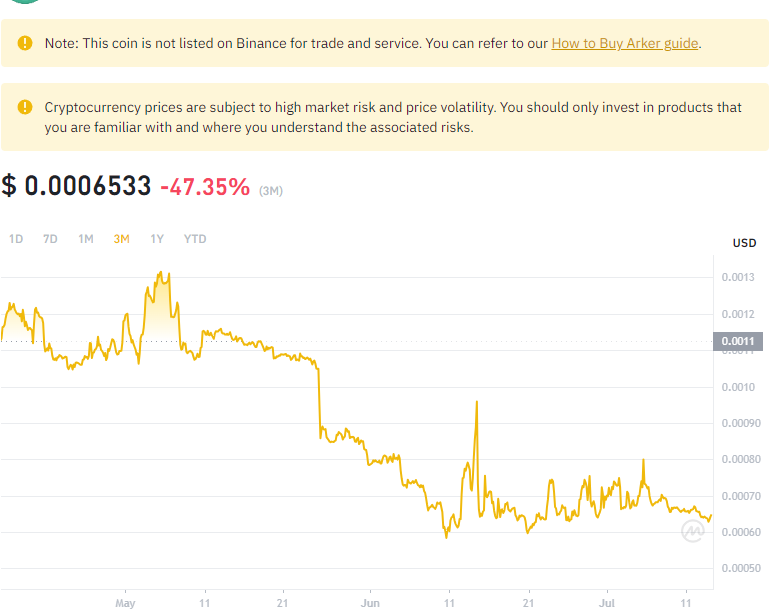 Note: This coin is not listed on Binance for trade and service. You can refer to our How to Buy Arker guide.
Cryptocurrency prices are subject to high market risk and price volatility. You should only invest in products that
you are familiar with and where you understand the associated risks.
$ 0.0006533 -47.35% (3M)
1D 7D 1M 3M 1Y YTD
USD
0.0013
0.0012
0.0011
0.0011
0.0010
0.00090
0.00080
0.00070
0.00060
0.00050
May 11 21 Jun 11 21 Jul 11